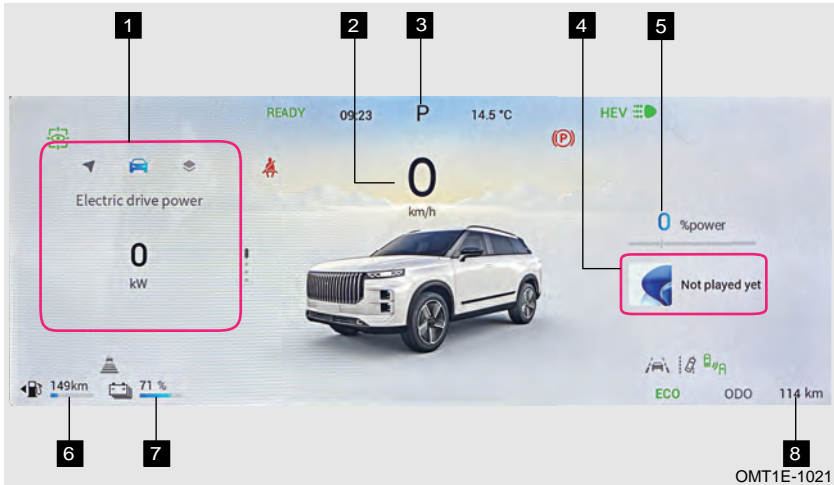 1
2
3
4
5
READY 09:23 P 14.5 °C HEV
(P)
Electric drive power
0
km/h
0 %power
0
kW
Not played yet
A
149km 71 %
ECO ODO 114 km
6
7
8
OMT1E-1021